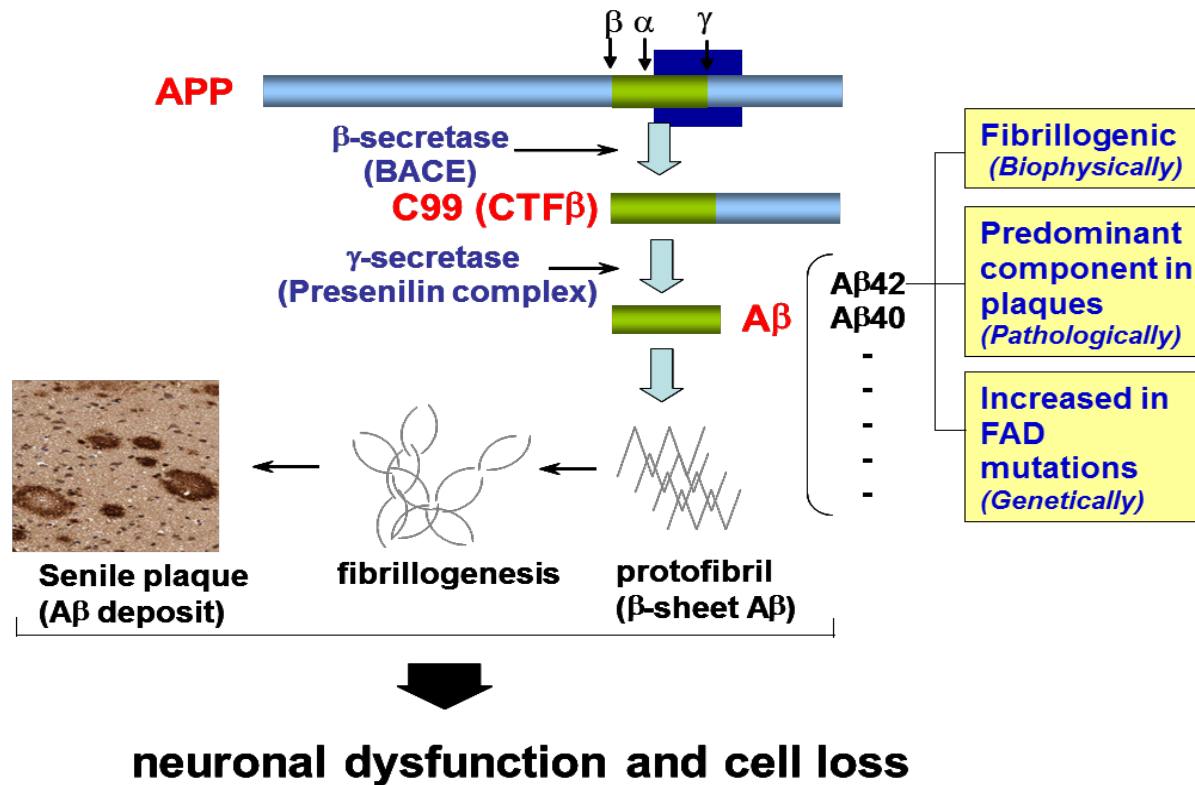 β α γ
APP
β-secretase
(BACE)
C99 (CTFβ)
γ-secretase
(Presenilin complex)
Aβ
Aβ42
Aβ40
-
-
-
-
-
Fibrillogenic
(Biophysically)
Predominant
component in
plaques
(Pathologically)
Increased in
FAD
mutations
(Genetically)
Senile plaque
(Aβ deposit)
fibrillogenesis
protofibril
(β-sheet Aβ)
neuronal dysfunction and cell loss